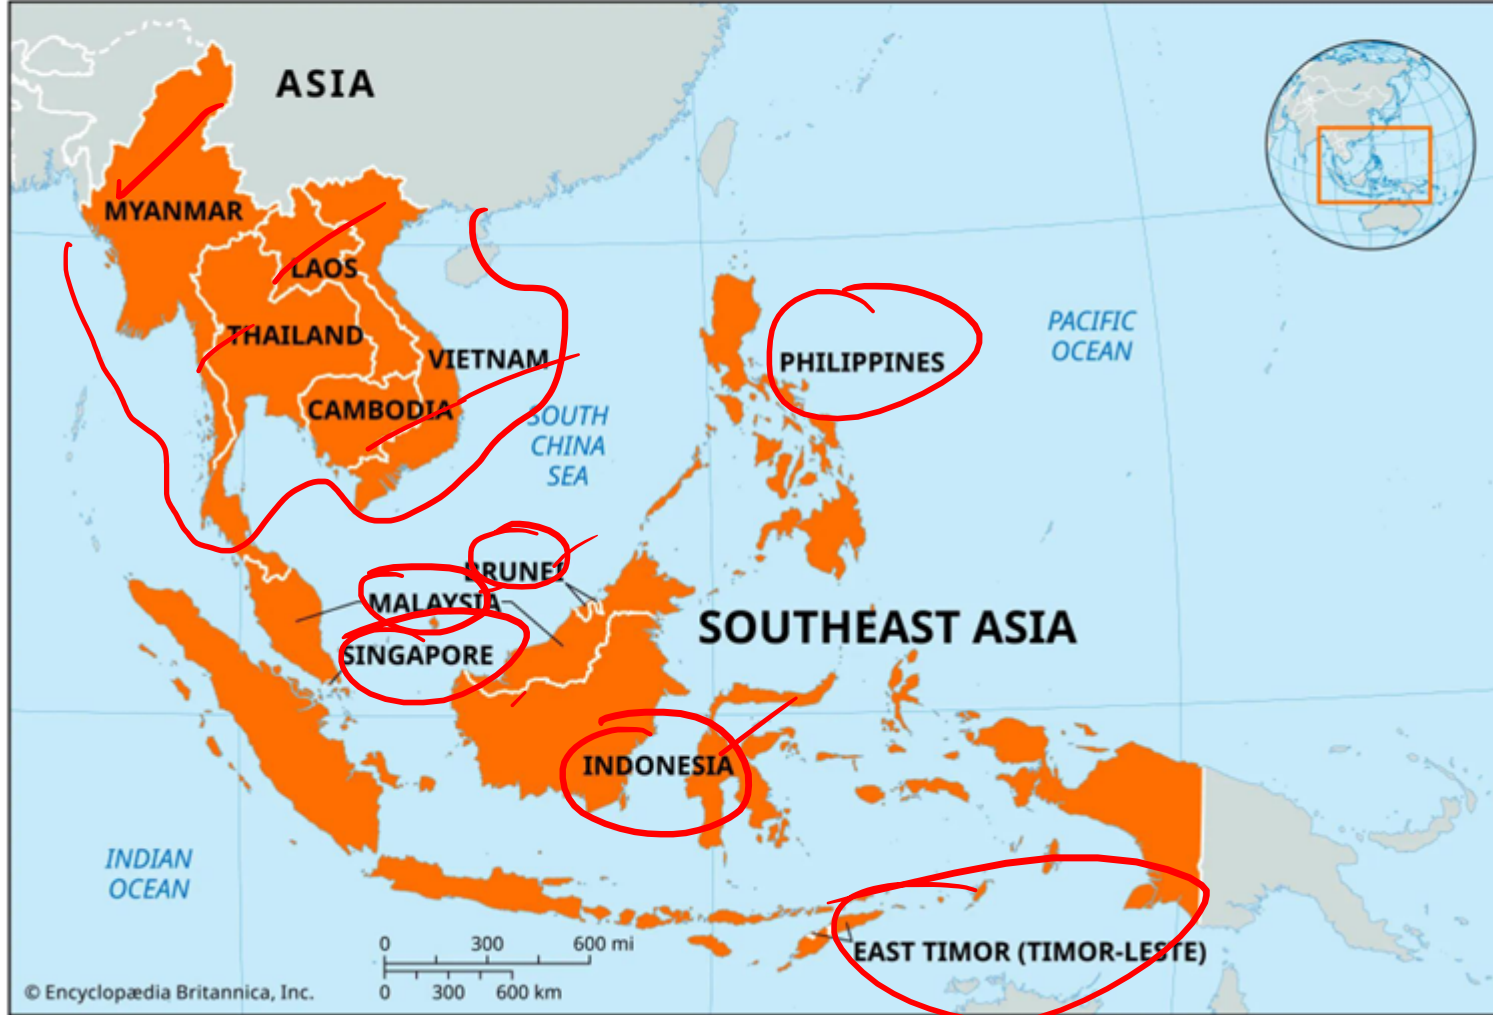 ASIA
MYANMAR
LAOS
THAILAND
VIETNAM
CAMBODIA
SOUTH
CHINA
SEA
PHILIPPINES
PACIFIC
OCEAN
BRUNEI
MALAYSIA
SINGAPORE
SOUTHEAST ASIA
INDONESIA
INDIAN
OCEAN
EAST TIMOR (TIMOR-LESTE)
0 300 600 mi
0 300 600 km
© Encyclopædia Britannica, Inc.